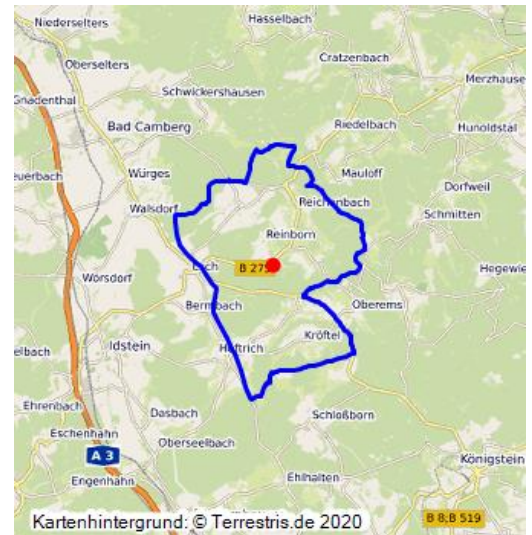 Hasselbach
Niederselters
Cratzenbach
Oberselters
Merzhause
Gnadenthal
Schwickershausen
Riedelbach
Bad Camberg
Hunoldstal
Würges
Mauloff
euerbach
Dorfweil
Walsdorf
Reichenbach
Schmitten
Reinborn
Esch
B 275
Hegewie
Wörsdorf
Bermbach
Oberems
Kröftel
Idstein
Heftrich
elbach
Ehrenbach
Dasbach
Schloßborn
Eschenhahn
Oberseelbach
A 3
Königstein
Engenhahn
Ehlhalten
B 8;B 519
Kartenhintergrund: © Terrestris.de 2020